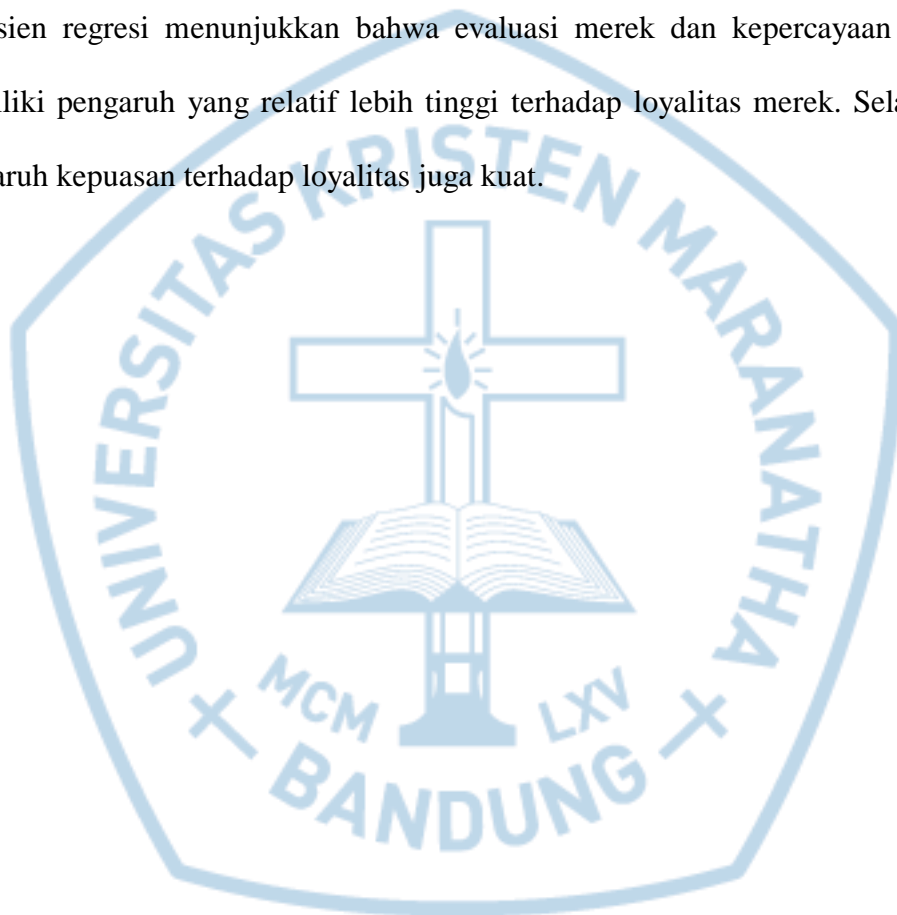 sien regresi menunjukkan bahwa evaluasi merek dan kepercayaan
iliki pengaruh yang relatif lebih tinggi terhadap loyalitas merek. Sela
aruh kepuasan terhadap loyalitas juga kuat.
UNIVERSITAS KRISTEN MARANATHA
MCM LXV
BANDUNG